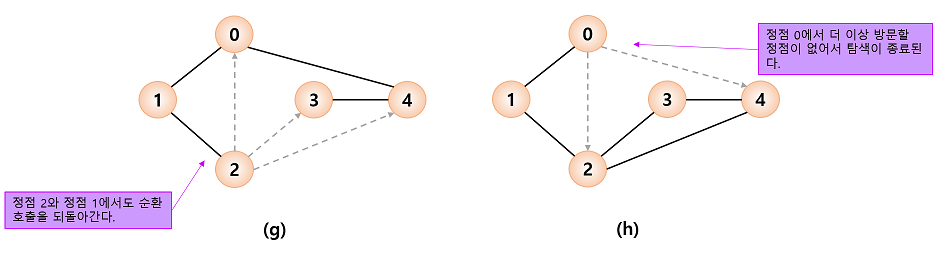 0
1
3
4
2
정점 2와 정점 1에서도 순환
호출을 되돌아간다.
(g)
0
정점 0에서 더 이상 방문할
정점이 없어서 탐색이 종료된
다.
1
3
4
2
(h)